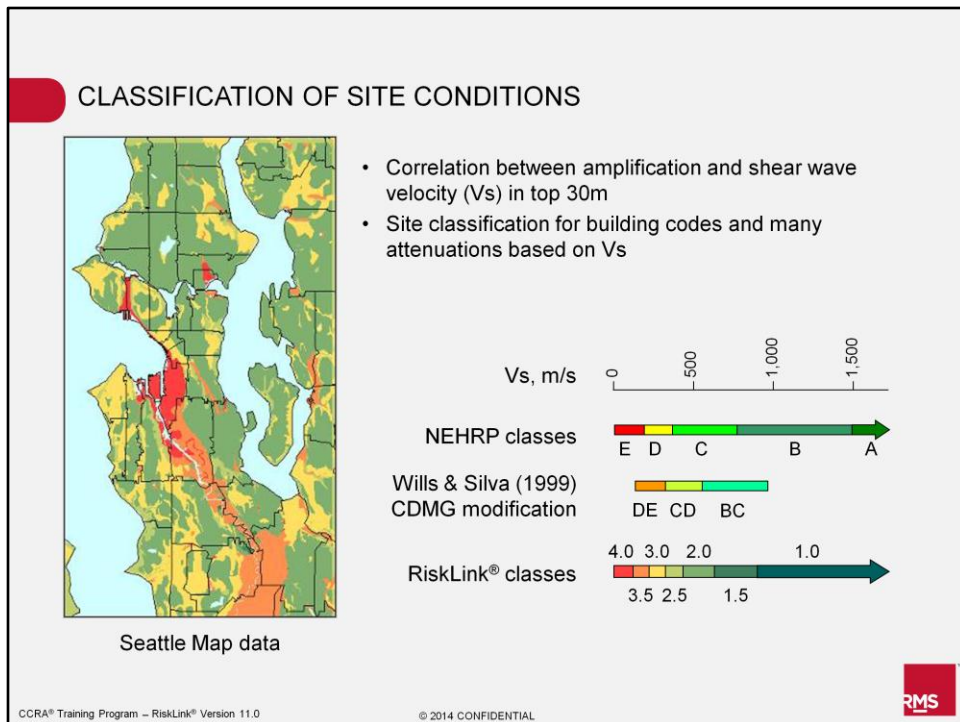 CLASSIFICATION OF SITE CONDITIONS
• Correlation between amplification and shear wave
velocity (Vs) in top 30m
• Site classification for building codes and many
attenuations based on Vs
Vs, m/s
0
500
1,000
1,500
NEHRP classes
E D C B A
Wills & Silva (1999)
CDMG modification
DE CD BC
RiskLink® classes
4.0 3.0 2.0 1.0
3.5 2.5 1.5
Seattle Map data
CCRA® Training Program – RiskLink® Version 11.0
© 2014 CONFIDENTIAL
RMS